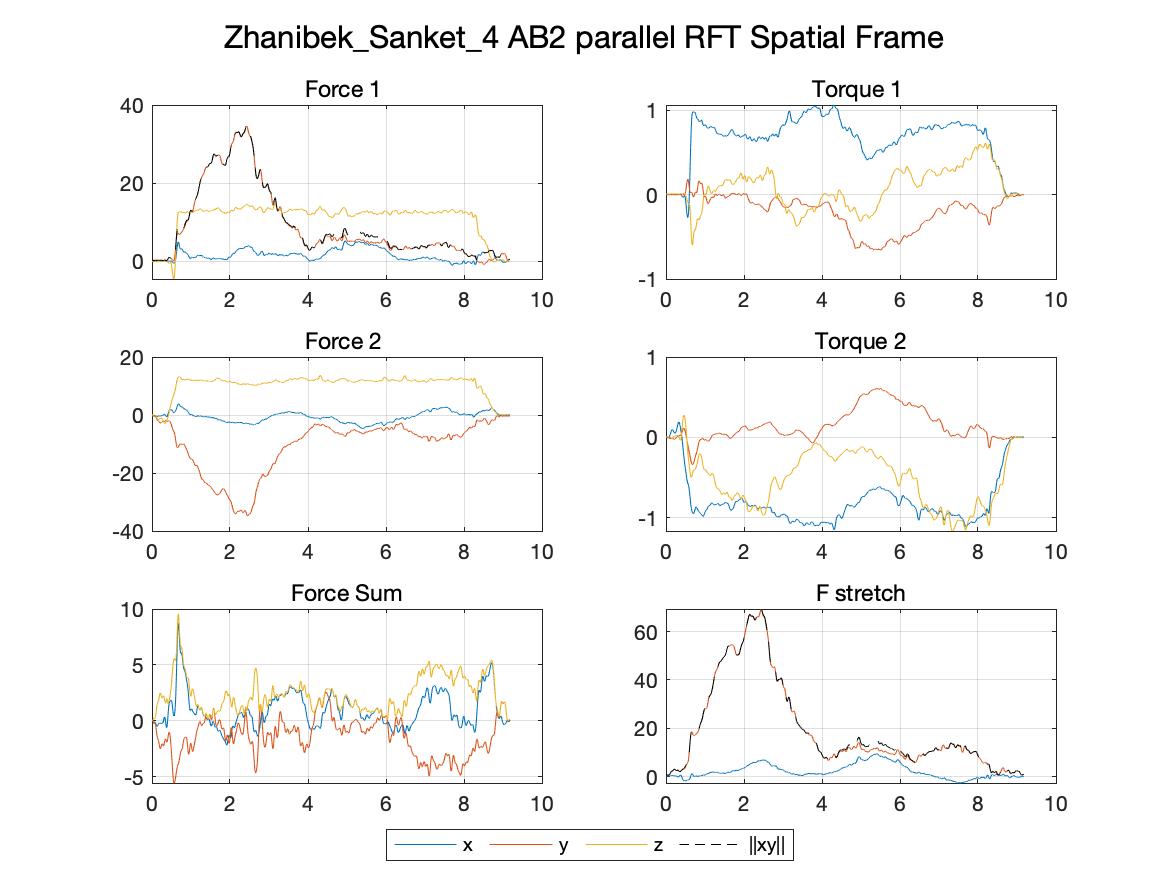 Zhanibek_Sanket_4 AB2 parallel RFT Spatial Frame
Force 1
40
20
0
0 2 4 6 8 10
Torque 1
1
0
-1
0 2 4 6 8 10
Force 2
20
0
-20
-40
0 2 4 6 8 10
Torque 2
1
0
-1
0 2 4 6 8 10
Force Sum
10
5
0
-5
0 2 4 6 8 10
F stretch
60
40
20
0
0 2 4 6 8 10
x y z ||xy||